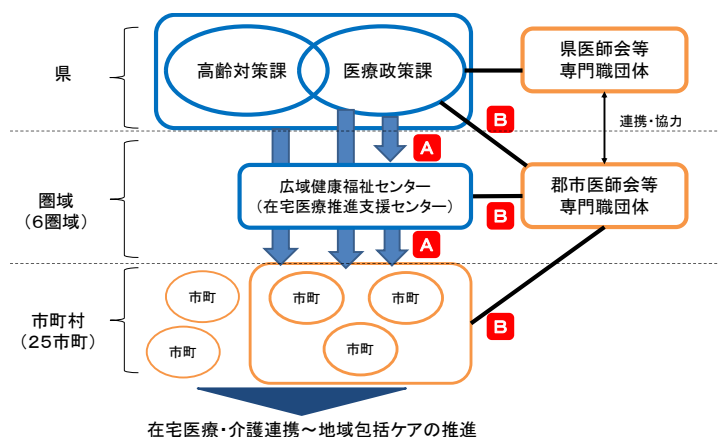 県
高齢対策課
医療政策課
県医師会等
専門職団体
B
連携・協力
A
圏域
（６圏域）
広域健康福祉センター
（在宅医療推進支援センター）
B
郡市医師会等
専門職団体
A
市町村
（２５市町）
市町
市町
市町
市町
市町
B
在宅医療・介護連携～地域包括ケアの推進